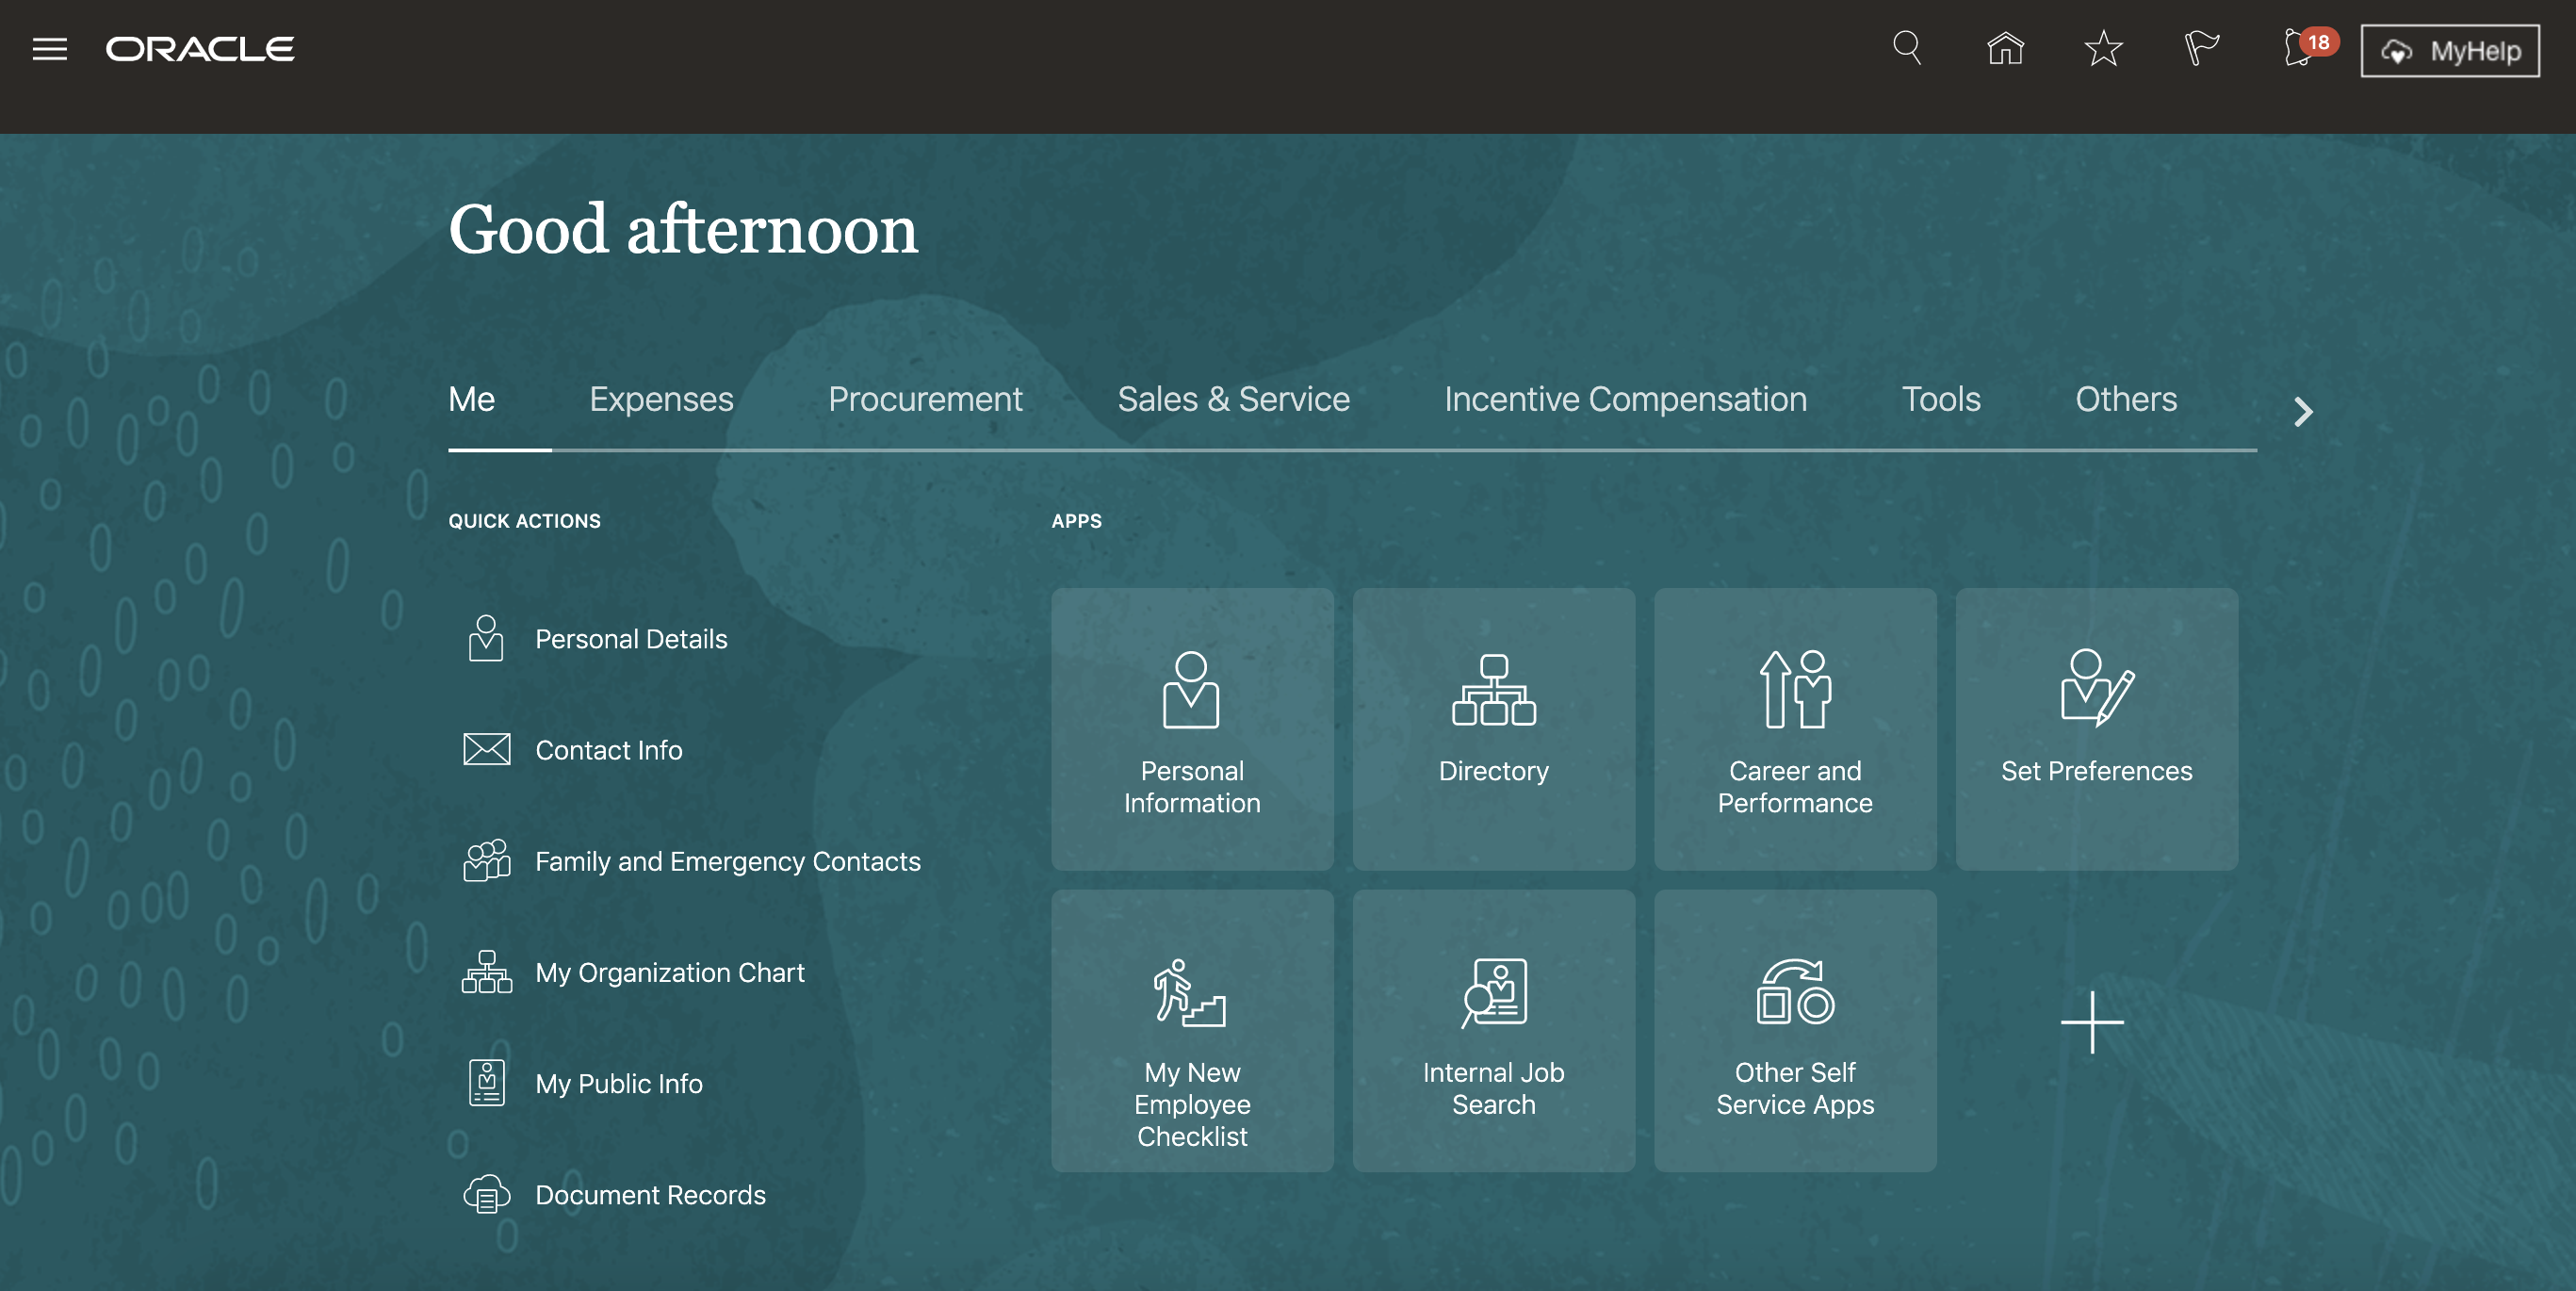 ORACLE
18
MyHelp
Good afternoon
Me
Expenses
Procurement
Sales & Service
Incentive Compensation
Tools
Others
QUICK ACTIONS
Personal Details
Contact Info
Family and Emergency Contacts
My Organization Chart
My Public Info
Document Records
APPS
Personal
Information
Directory
Career and
Performance
Set Preferences
My New
Employee
Checklist
Internal Job
Search
Other Self
Service Apps